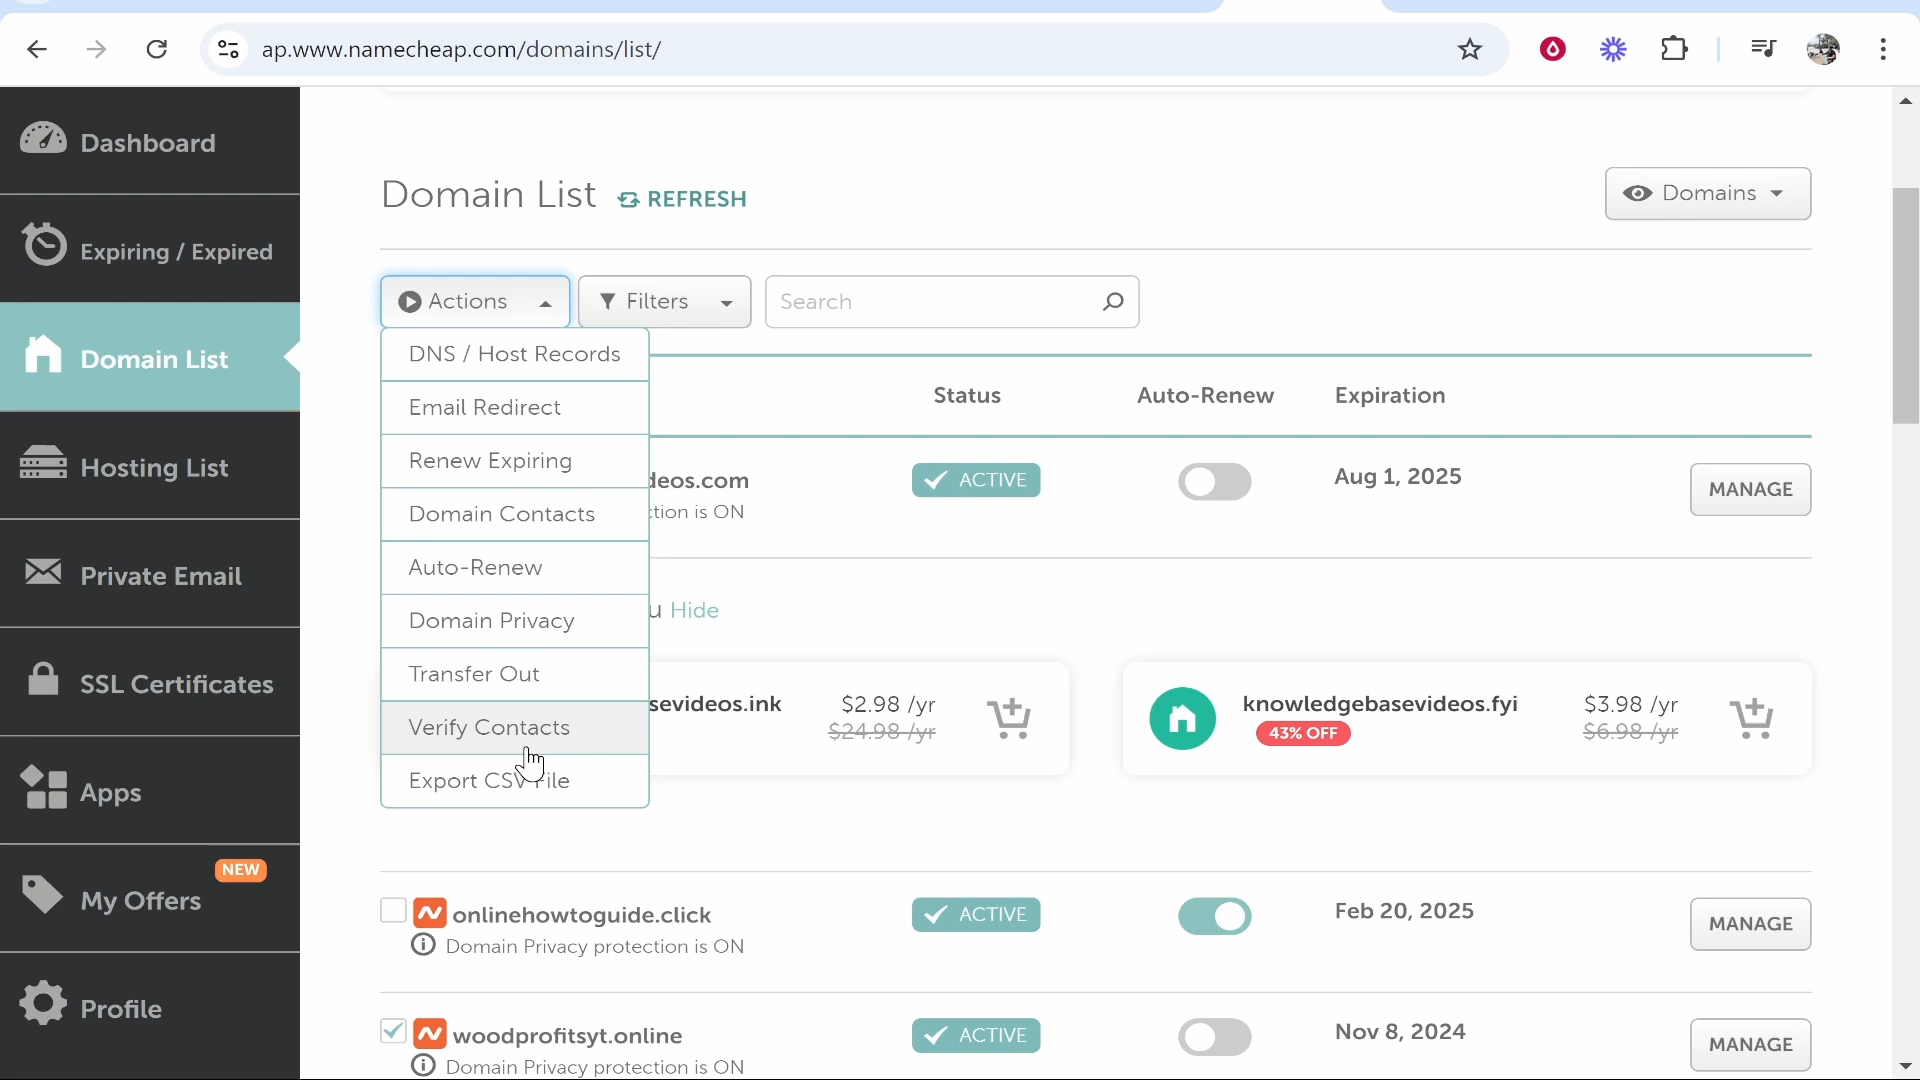 ap.www.namecheap.com/domains/list/
Dashboard
Expiring / Expired
Domain List
Hosting List
Private Email
SSL Certificates
Apps
NEW
My Offers
Profile
Domain List REFRESH
Domains
Actions Filters Search
DNS / Host Records
Email Redirect
Renew Expiring
Domain Contacts
Auto-Renew
Domain Privacy
Transfer Out
Verify Contacts
Export CSV File
Status Auto-Renew Expiration
deos.com ACTIVE Aug 1, 2025 MANAGE
ction is ON
u Hide
sevideos.ink $2.98 /yr
$24.98 /yr
knowledgebasevideos.fyi $3.98 /yr
43% OFF $6.98 /yr
onlinehowtoguide.click ACTIVE Feb 20, 2025 MANAGE
Domain Privacy protection is ON
woodprofitsyt.online ACTIVE Nov 8, 2024 MANAGE
Domain Privacy protection is ON